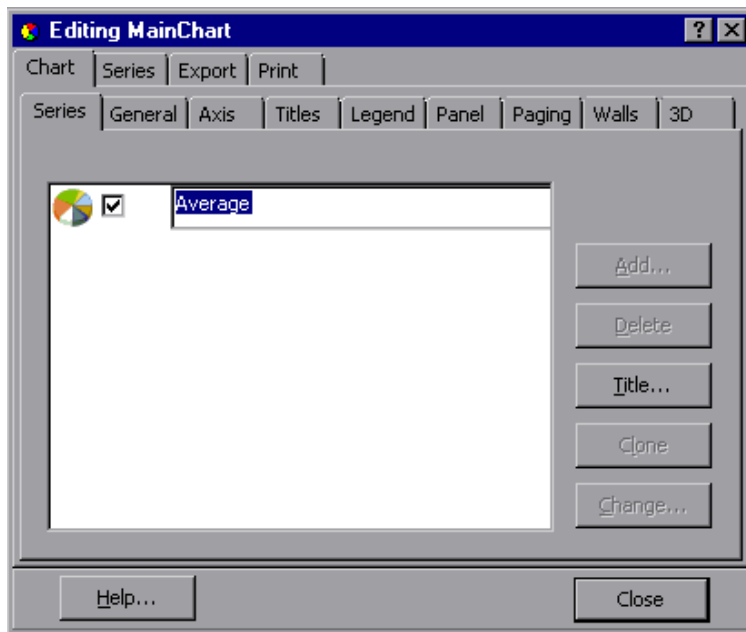 Editing MainChart
Chart Series Export Print
Series General Axis Titles Legend Panel Paging Walls 3D
Average
Add...
Delete
Title...
Clone
Change...
Help... Close